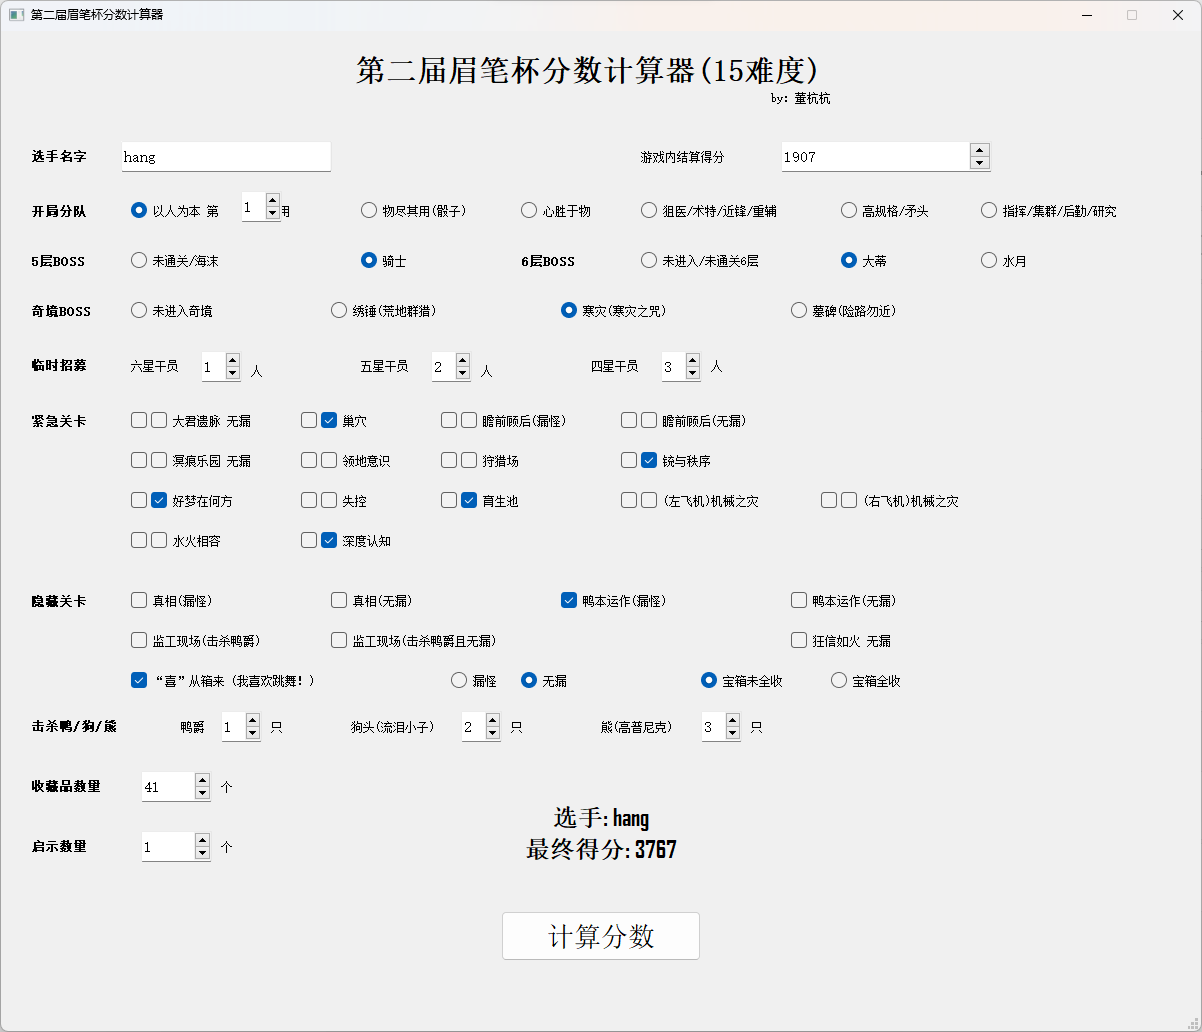 第二届眉笔杯分数计算器
第二届眉笔杯分数计算器(15难度)
by: 董杭杭
选手名字 hang 游戏内结算得分 1907
开局分队 以人为本 第 1 用 物尽其用(骰子) 心胜于物 狙医/术特/近锋/重辅 高规格/矛头 指挥/集群/后勤/研究
5层BOSS 未通关/海沫 骑士 6层BOSS 未进入/未通关6层 大蒂 水月
奇境BOSS 未进入奇境 绣锤(荒地群猎) 寒灾(寒灾之咒) 墓碑(险路勿近)
临时招募 六星干员 1 人 五星干员 2 人 四星干员 3 人
紧急关卡 大君遗脉 无漏 巢穴 瞻前顾后(漏怪) 瞻前顾后(无漏)
溟痕乐园 无漏 领地意识 狩猎场 锐与秩序
好梦在何方 失控 育生池 (左飞机)机械之灾 (右飞机)机械之灾
水火相容 深度认知
隐藏关卡 真相(漏怪) 真相(无漏) 鸭本运作(漏怪) 鸭本运作(无漏)
监工现场(击杀鸭爵) 监工现场(击杀鸭爵且无漏) 狂信如火 无漏
“喜”从箱来（我喜欢跳舞！） 漏怪 无漏 宝箱未全收 宝箱全收
击杀鸭/狗/熊 鸭爵 1 只 狗头(流泪小子) 2 只 熊(高普尼克) 3 只
收藏品数量 41 个
启示数量 1 个
选手: hang
最终得分: 3767
计算分数